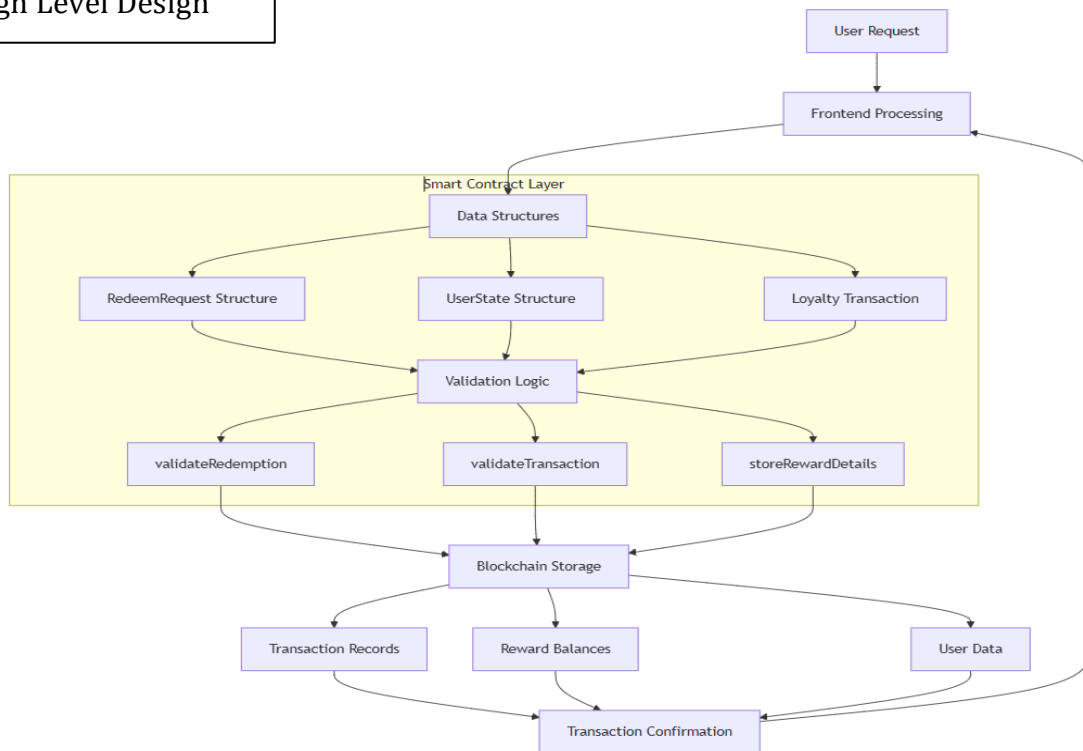 gh Level Design
User Request
Frontend Processing
Smart Contract Layer
Data Structures
RedeemRequest Structure
UserState Structure
Loyalty Transaction
Validation Logic
validateRedemption
validateTransaction
storeRewardDetails
Blockchain Storage
Transaction Records
Reward Balances
User Data
Transaction Confirmation